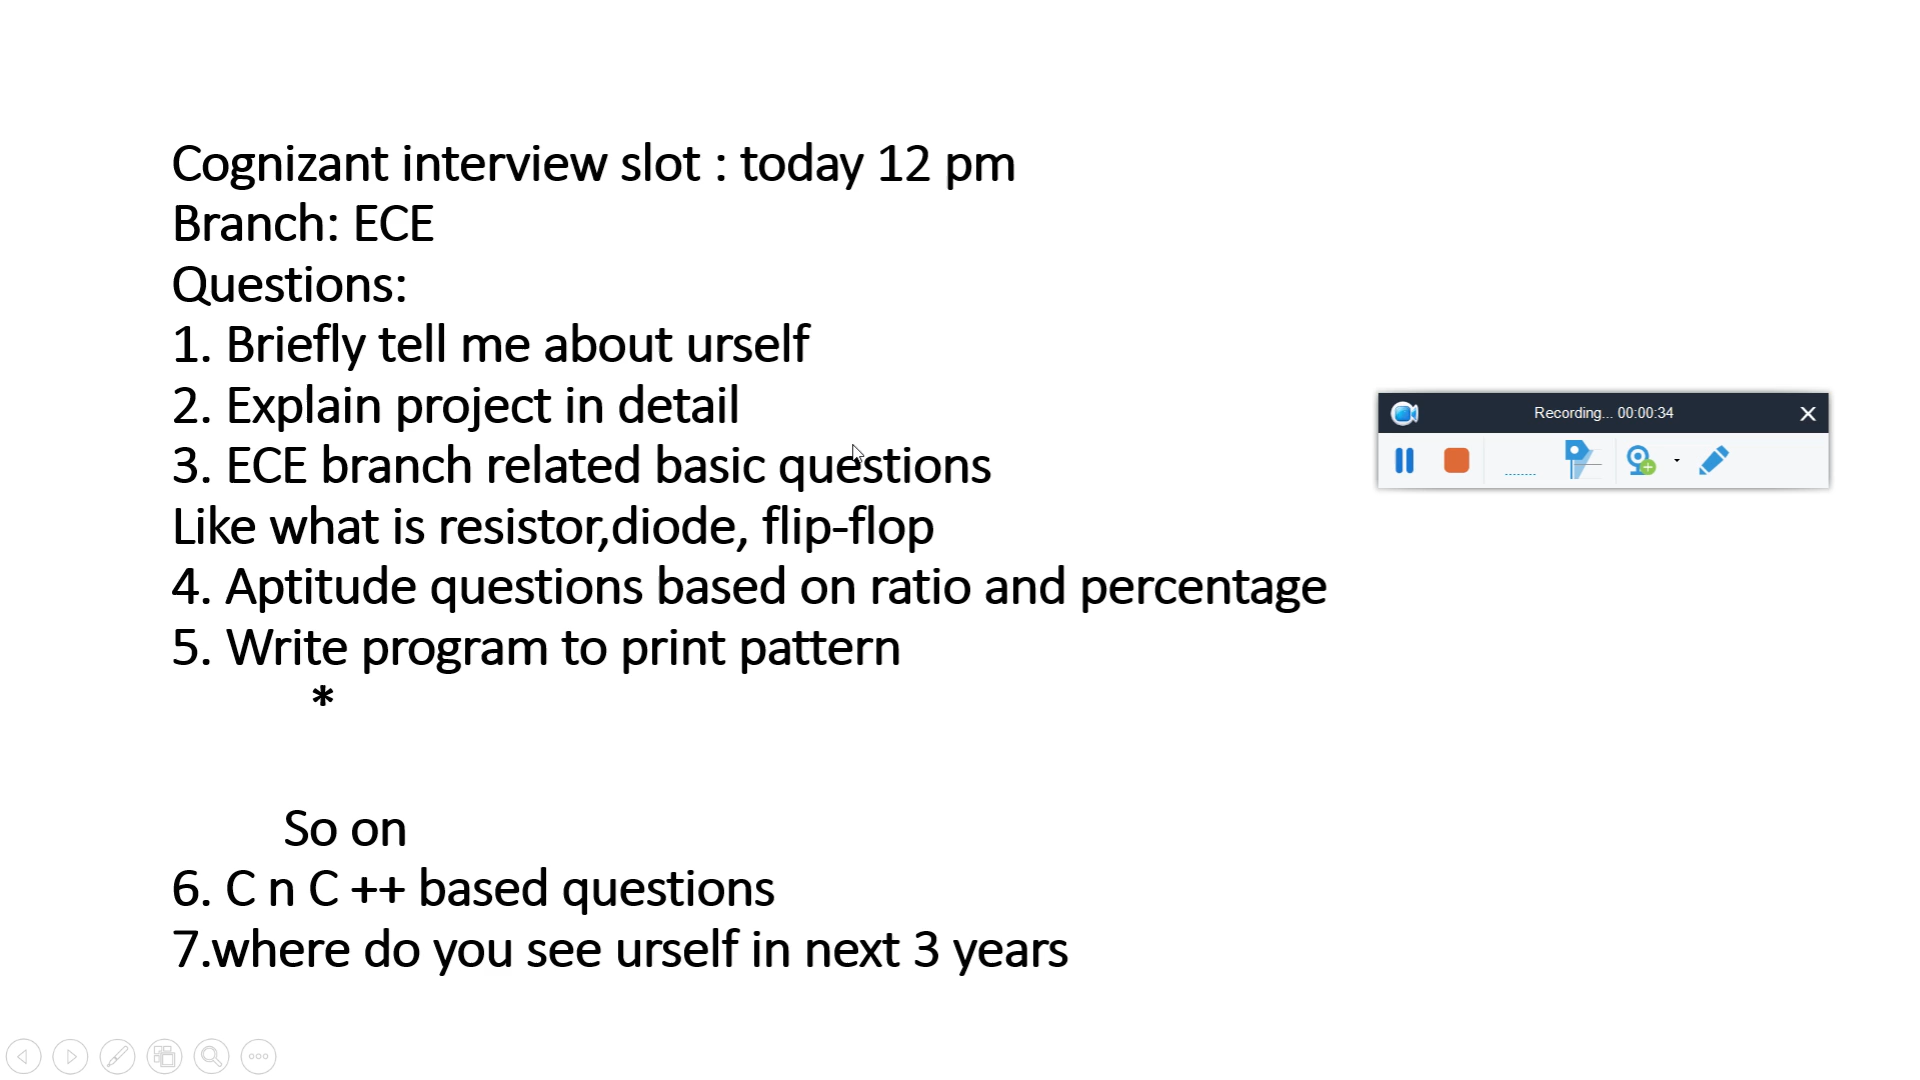 Cognizant interview slot : today 12 pm
Branch: ECE
Questions:
1. Briefly tell me about urself
2. Explain project in detail
3. ECE branch related basic questions
Like what is resistor,diode, flip-flop
4. Aptitude questions based on ratio and percentage
5. Write program to print pattern
*
So on
6. C n C ++ based questions
7.where do you see urself in next 3 years
Recording... 00:00:34